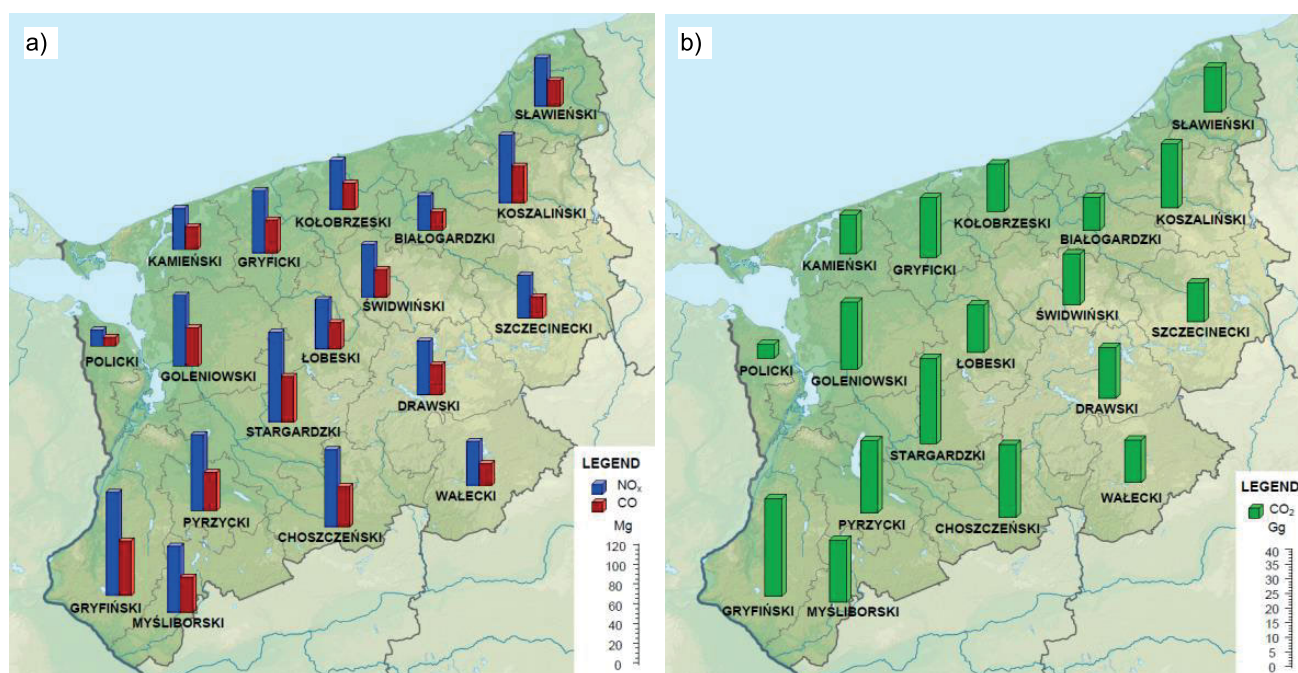 a)
SŁAWIEŃSKI
KOSZALIŃSKI
KOŁOBRZESKI
BIAŁOGARDZKI
KAMIEŃSKI
GRYFICKI
ŚWIDWIŃSKI
SZCZECINECKI
POLICKI
GOLENIOWSKI
ŁOBESKI
DRAWSKI
STARGARDZKI
WAŁECKI
PYRZYCKI
CHOSZCZEŃSKI
GRYFIŃSKI
MYŚLIBORSKI
LEGEND
NOₓ
CO
Mg
120
100
80
60
40
20
0
b)
SŁAWIEŃSKI
KOSZALIŃSKI
KOŁOBRZESKI
BIAŁOGARDZKI
KAMIEŃSKI
GRYFICKI
ŚWIDWIŃSKI
SZCZECINECKI
POLICKI
GOLENIOWSKI
ŁOBESKI
DRAWSKI
STARGARDZKI
WAŁECKI
PYRZYCKI
CHOSZCZEŃSKI
GRYFIŃSKI
MYŚLIBORSKI
LEGEND
CO₂
Gg
40
35
30
25
20
15
10
5
0